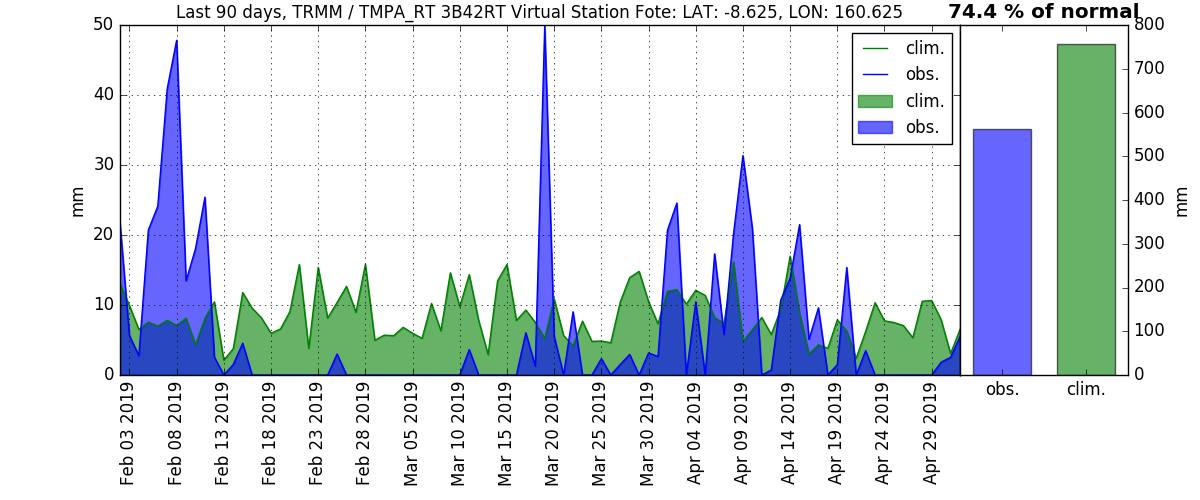 Last 90 days, TRMM / TMPA_RT 3B42RT Virtual Station Fote: LAT: -8.625, LON: 160.625
74.4 % of normal
50
40
30
20
10
0
mm
clim.
obs.
clim.
obs.
Feb 03 2019
Feb 08 2019
Feb 13 2019
Feb 18 2019
Feb 23 2019
Feb 28 2019
Mar 05 2019
Mar 10 2019
Mar 15 2019
Mar 20 2019
Mar 25 2019
Mar 30 2019
Apr 04 2019
Apr 09 2019
Apr 14 2019
Apr 19 2019
Apr 24 2019
Apr 29 2019
800
700
600
500
400
300
200
100
0
mm
obs.
clim.